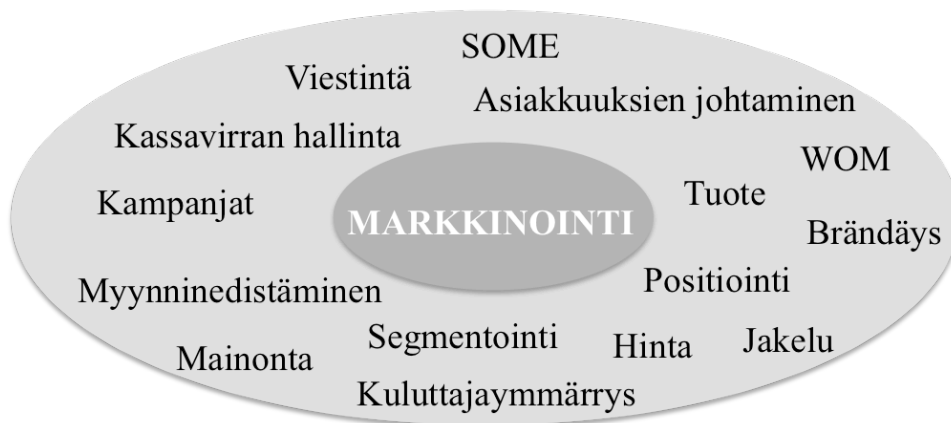 SOME
Viestintä
Asiakkuuksien johtaminen
Kassavirran hallinta
WOM
Kampanjat
Tuote
MARKKINOINTI
Brändäys
Myynninedistäminen
Positiointi
Segmentointi
Hinta
Jakelu
Mainonta
Kuluttajaymmärrys